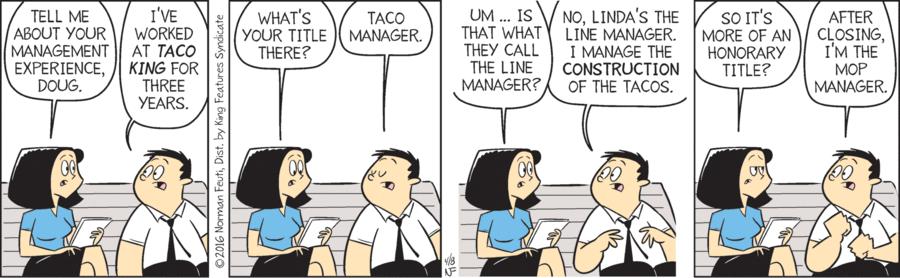 TELL ME
ABOUT YOUR
MANAGEMENT
EXPERIENCE,
DOUG.
I'VE
WORKED
AT TACO
KING FOR
THREE
YEARS.
©2016 Norman Feuti, Dist. by King Features Syndicate
WHAT'S
YOUR TITLE
THERE?
TACO
MANAGER.
UM ... IS
THAT WHAT
THEY CALL
THE LINE
MANAGER?
NO, LINDA'S THE
LINE MANAGER.
I MANAGE THE
CONSTRUCTION
OF THE TACOS.
4/8
NF
SO IT'S
MORE OF AN
HONORARY
TITLE?
AFTER
CLOSING,
I'M THE
MOP
MANAGER.